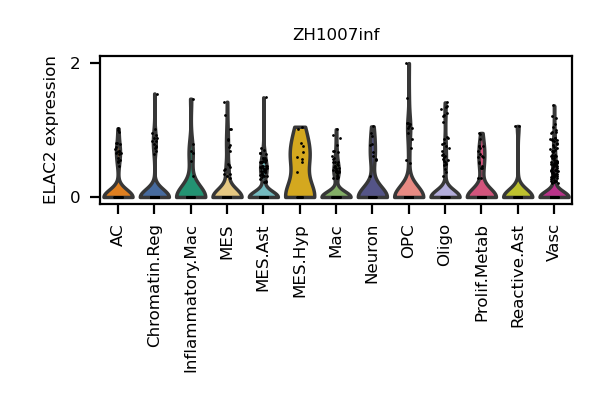 ZH1007inf
ELAC2 expression
2
0
AC
Chromatin.Reg
Inflammatory.Mac
MES
MES.Ast
MES.Hyp
Mac
Neuron
OPC
Oligo
Prolif.Metab
Reactive.Ast
Vasc